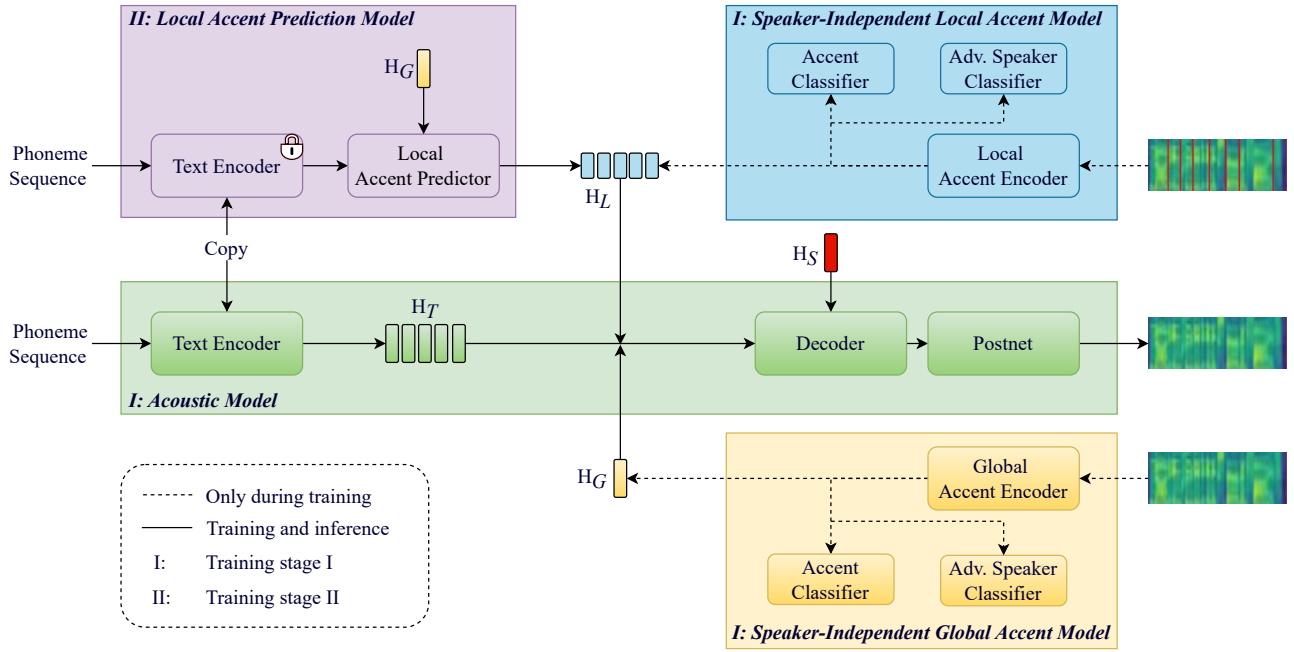 II: Local Accent Prediction Model
H_G
Phoneme
Sequence
Text Encoder
Local
Accent Predictor
H_L
I: Speaker-Independent Local Accent Model
Accent
Classifier
Adv. Speaker
Classifier
Local
Accent Encoder
Copy
H_S
Phoneme
Sequence
Text Encoder
H_T
Decoder
Postnet
I: Acoustic Model
H_G
Global
Accent Encoder
Accent
Classifier
Adv. Speaker
Classifier
I: Speaker-Independent Global Accent Model
Only during training
Training and inference
I: Training stage I
II: Training stage II